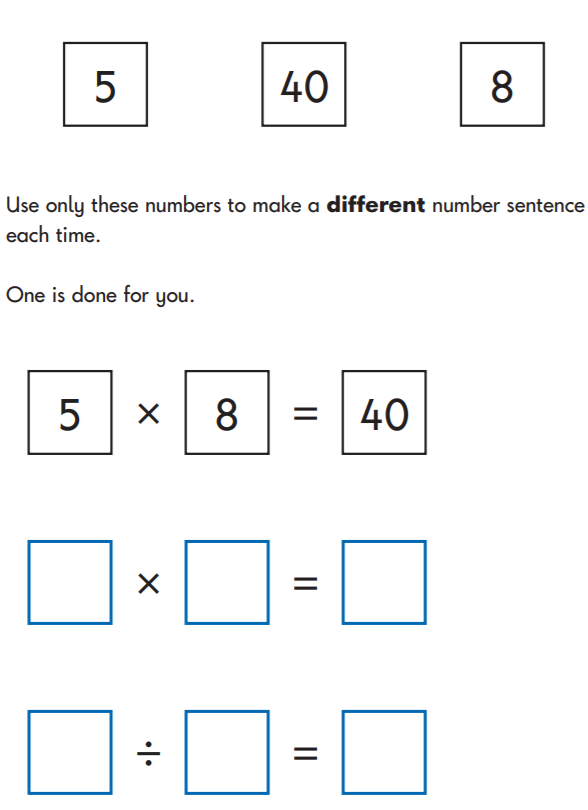 5 40 8
Use only these numbers to make a different number sentence
each time.
One is done for you.
5 × 8 = 40
× =
÷ =